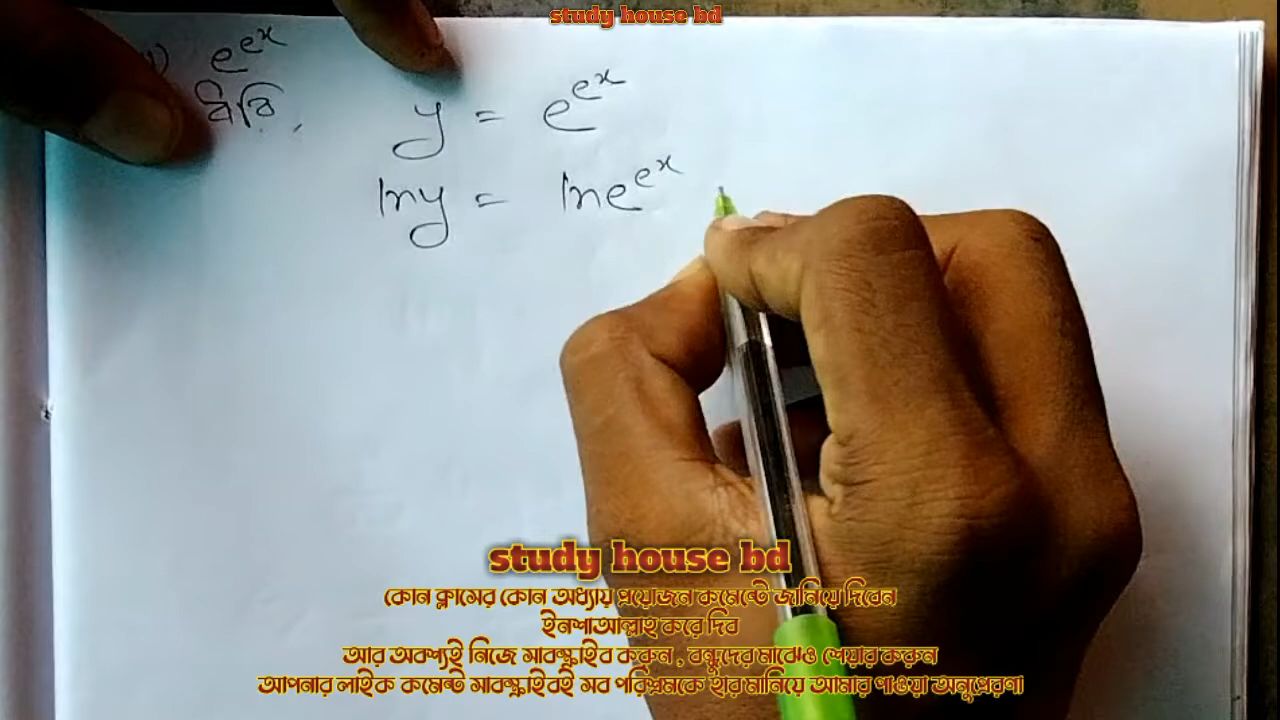 study house bd
e^{e^x}
ধরি,
y = e^{e^x}
lny = lne^{e^x}
study house bd
কোন ক্লাসের কোন অধ্যায় প্রয়োজন কমেন্টে জানিয়ে দিবেন
ইনশাআল্লাহ করে দিব
আর অবশ্যই নিজে সাবস্ক্রাইব করুন , বন্ধুদের মাঝেও শেয়ার করুন
আপনার লাইক কমেন্ট সাবস্ক্রাইবই সব পরিশ্রমকে হার মানিয়ে আমার পাওয়া অনুপ্রেরণা